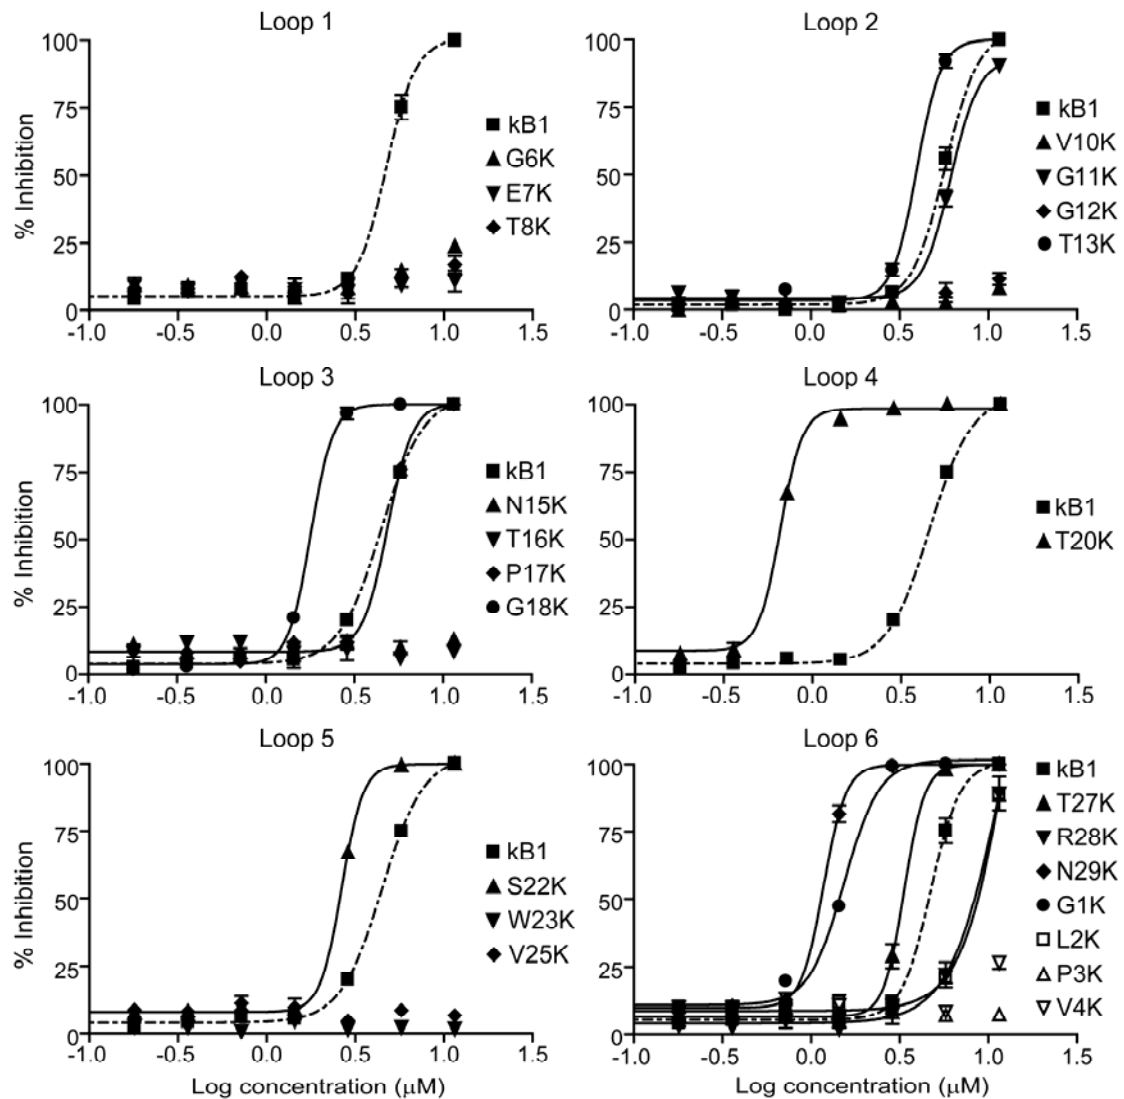 Loop 1
% Inhibition
100
75
50
25
0
-1.0 -0.5 0.0 0.5 1.0 1.5
kB1
G6K
E7K
T8K
Loop 2
100
75
50
25
0
-1.0 -0.5 0.0 0.5 1.0 1.5
kB1
V10K
G11K
G12K
T13K
Loop 3
% Inhibition
100
75
50
25
0
-1.0 -0.5 0.0 0.5 1.0 1.5
kB1
N15K
T16K
P17K
G18K
Loop 4
100
75
50
25
0
-1.0 -0.5 0.0 0.5 1.0 1.5
kB1
T20K
Loop 5
% Inhibition
100
75
50
25
0
-1.0 -0.5 0.0 0.5 1.0 1.5
Log concentration (μM)
kB1
S22K
W23K
V25K
Loop 6
100
75
50
25
0
-1.0 -0.5 0.0 0.5 1.0 1.5
Log concentration (μM)
kB1
T27K
R28K
N29K
G1K
L2K
P3K
V4K